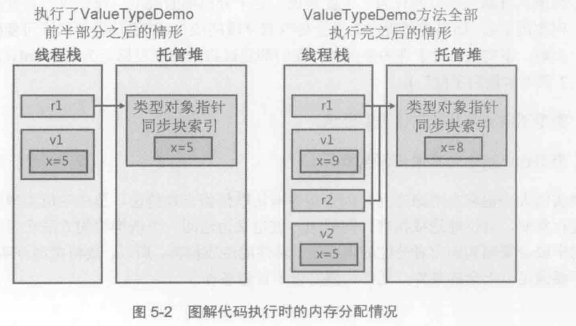 执行了ValueTypeDemo
前半部分之后的情形
线程栈
托管堆
r1
v1
x=5
类型对象指针
同步块索引
x=5
ValueTypeDemo方法全部
执行完之后的情形
线程栈
托管堆
r1
v1
x=9
r2
v2
x=5
类型对象指针
同步块索引
x=8
图 5-2 图解代码执行时的内存分配情况